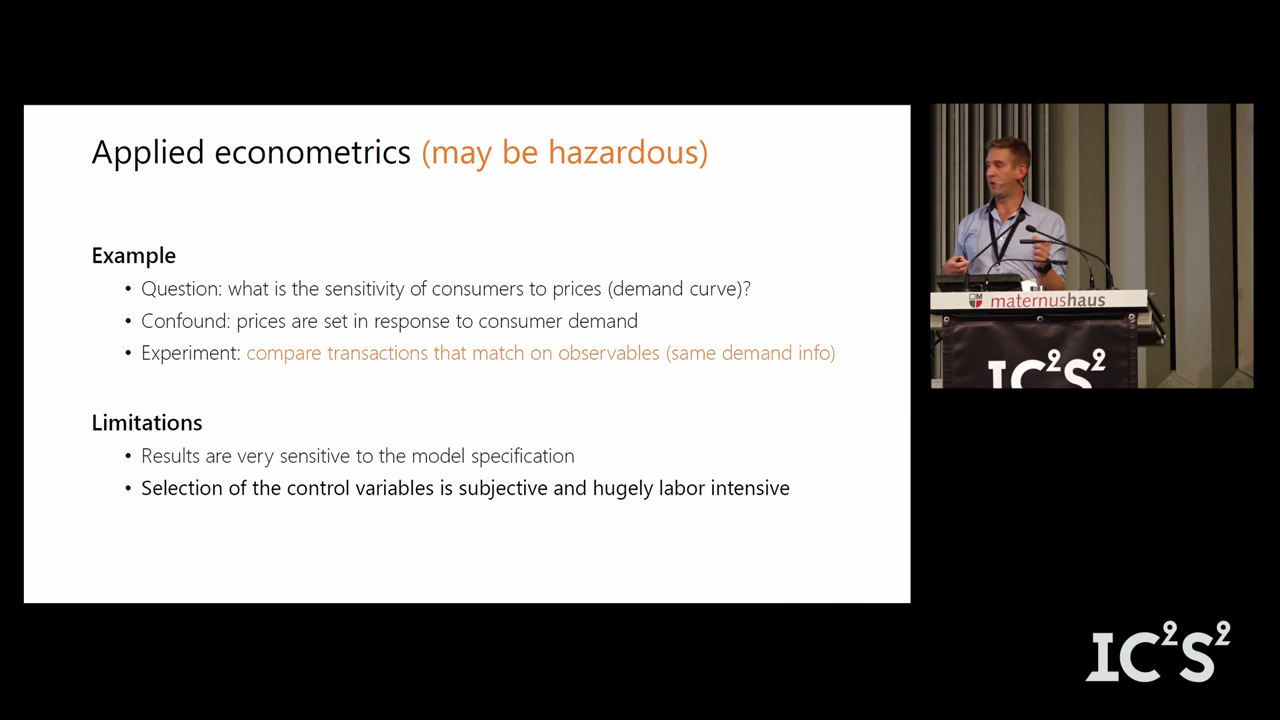 Applied econometrics (may be hazardous)
Example
• Question: what is the sensitivity of consumers to prices (demand curve)?
• Confound: prices are set in response to consumer demand
• Experiment: compare transactions that match on observables (same demand info)
Limitations
• Results are very sensitive to the model specification
• Selection of the control variables is subjective and hugely labor intensive
maternushaus
IC²S²
IC²S²